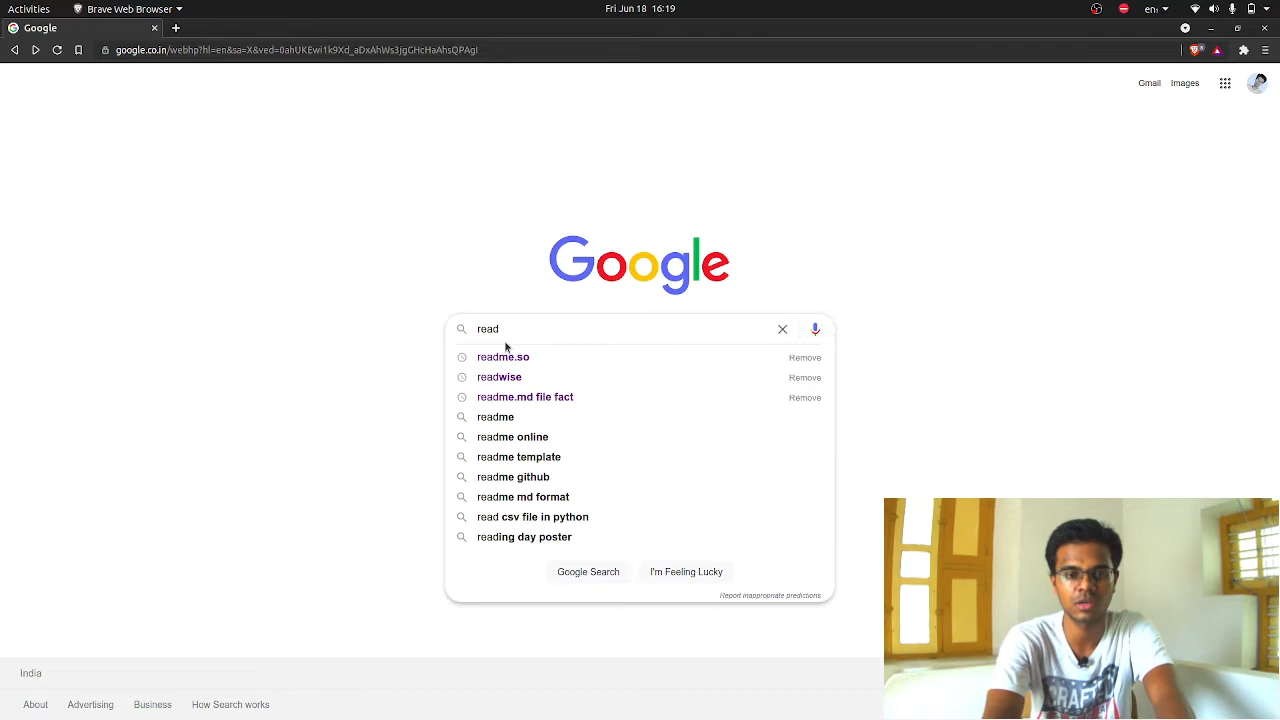 Activities
Brave Web Browser
Fri Jun 18 16:19
en
Google
google.co.in/webhp?hl=en&sa=X&ved=0ahUKEwi1k9Xd_aDxAhWs3jgGHcHaAhsQPAgI
Gmail Images
Google
read
readme.so Remove
readwise Remove
readme.md file fact Remove
readme
readme online
readme template
readme github
readme md format
read csv file in python
reading day poster
Google Search I'm Feeling Lucky
Report inappropriate predictions
India
About Advertising Business How Search works